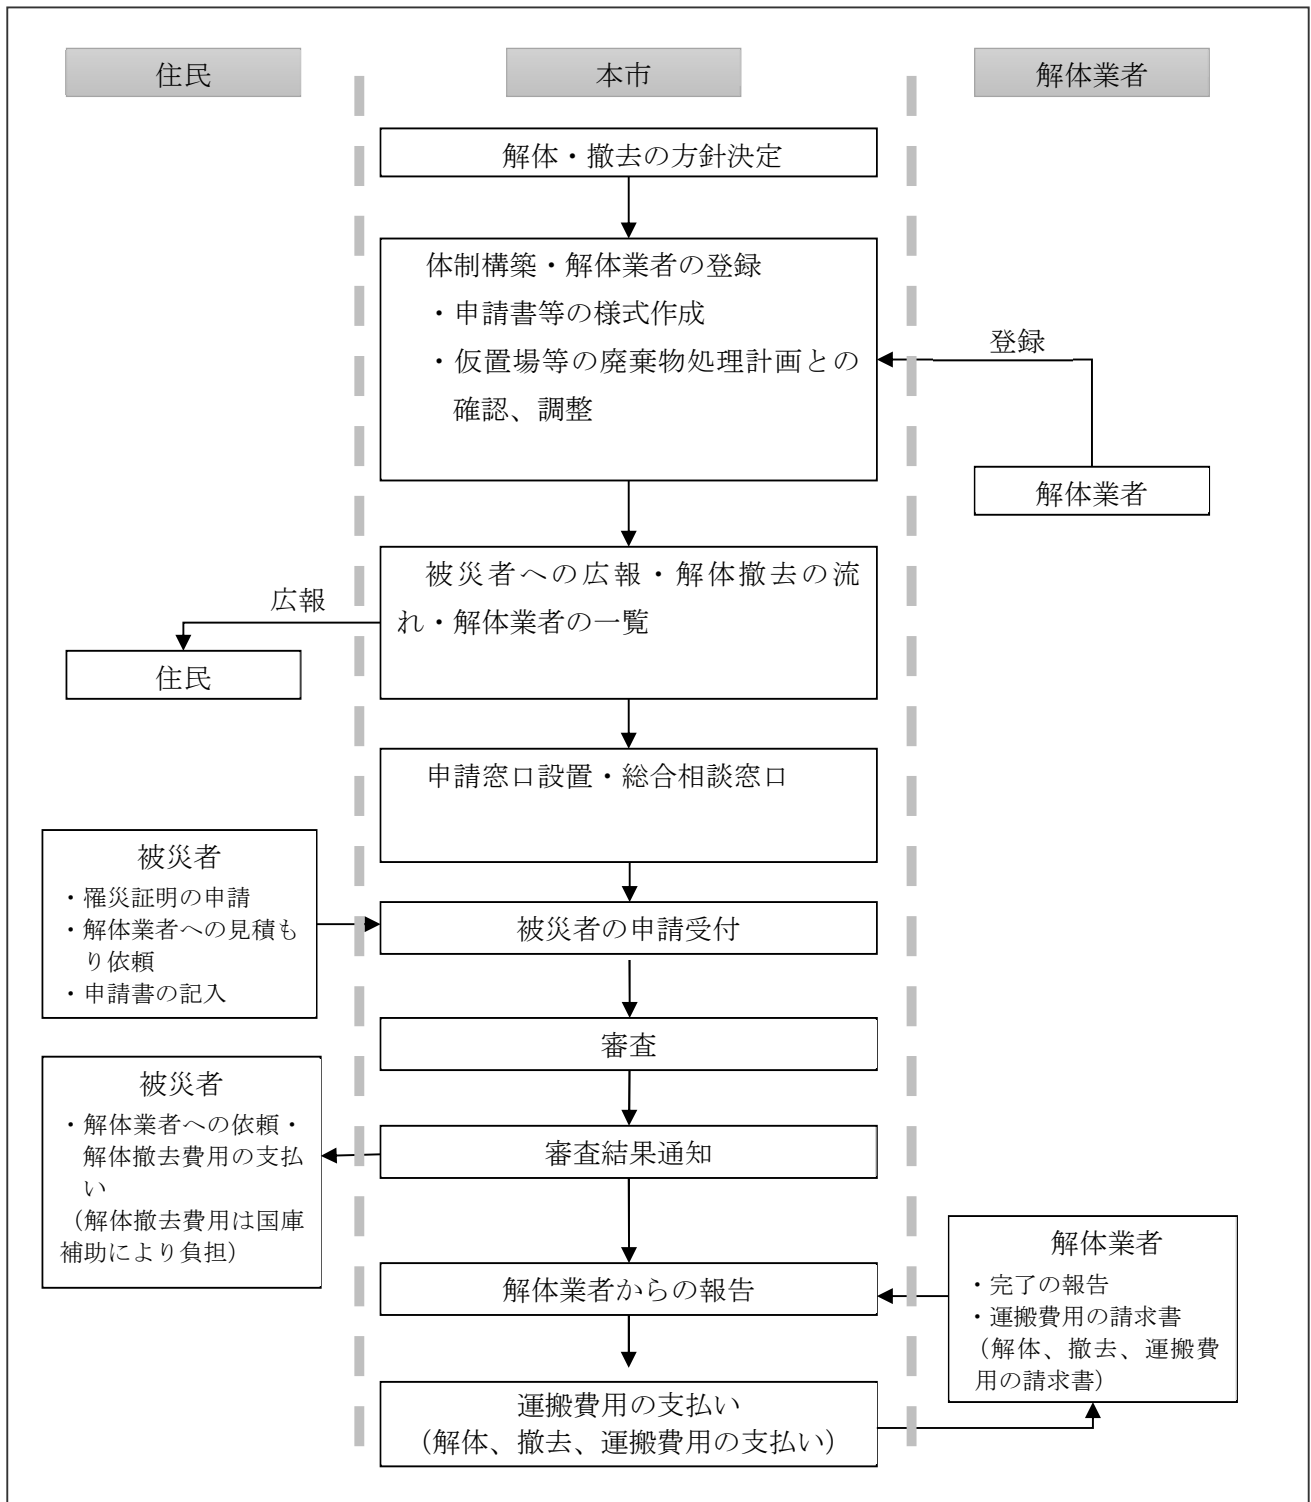 住民
本市
解体業者
解体・撤去の方針決定
体制構築・解体業者の登録
・申請書等の様式作成
・仮置場等の廃棄物処理計画との
確認、調整
登録
解体業者
被災者への広報・解体撤去の流
れ・解体業者の一覧
広報
住民
申請窓口設置・総合相談窓口
被災者
・罹災証明の申請
・解体業者への見積も
り依頼
・申請書の記入
被災者の申請受付
審査
被災者
・解体業者への依頼・
解体撤去費用の支払
い
（解体撤去費用は国庫
補助により負担）
審査結果通知
解体業者からの報告
解体業者
・完了の報告
・運搬費用の請求書
（解体、撤去、運搬費
用の請求書）
運搬費用の支払い
（解体、撤去、運搬費用の支払い）